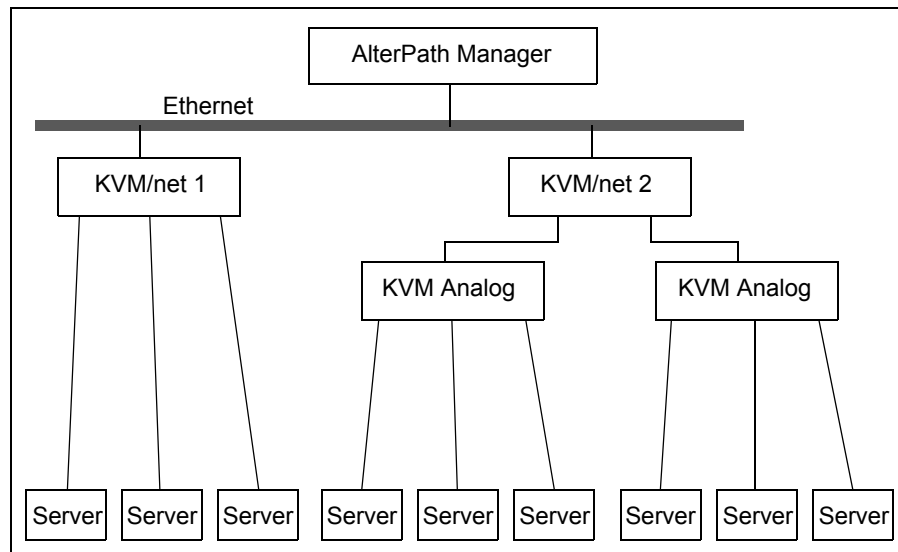 AlterPath Manager
Ethernet
KVM/net 1
KVM/net 2
KVM Analog
KVM Analog
Server
Server
Server
Server
Server
Server
Server
Server
Server